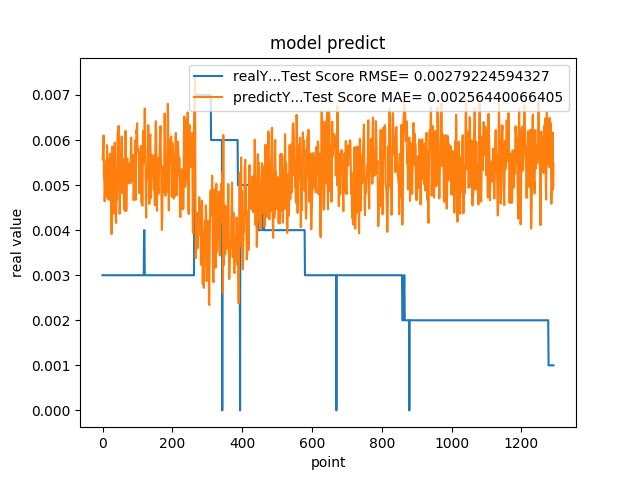 model predict
realY...Test Score RMSE= 0.00279224594327
predictY...Test Score MAE= 0.00256440066405
0.007
0.006
0.005
0.004
0.003
0.002
0.001
0.000
real value
0 200 400 600 800 1000 1200
point